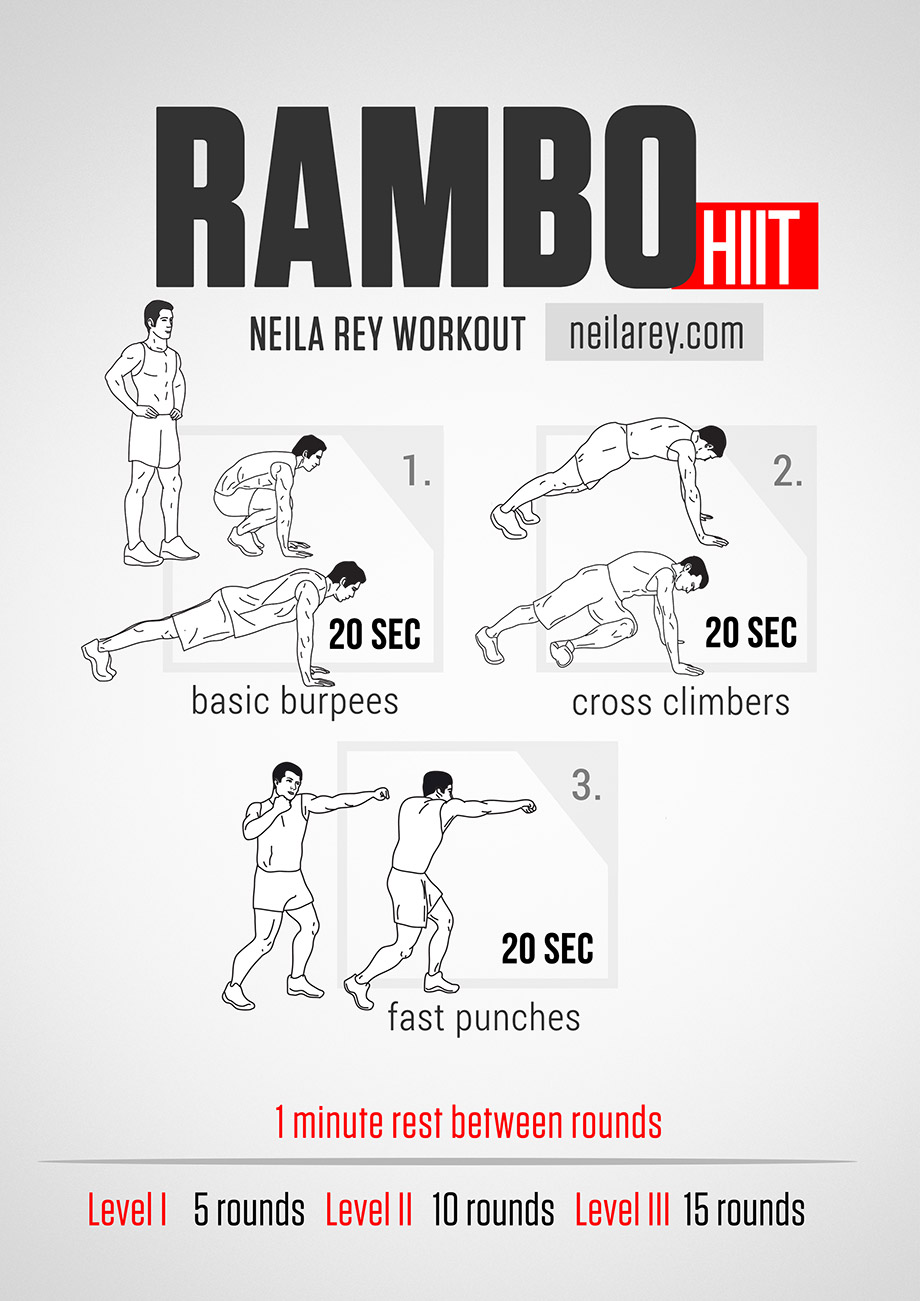 RAMBO HIIT
NEILA REY WORKOUT neilarey.com
1.
20 SEC
basic burpees
2.
20 SEC
cross climbers
3.
20 SEC
fast punches
1 minute rest between rounds
Level I 5 rounds Level II 10 rounds Level III 15 rounds